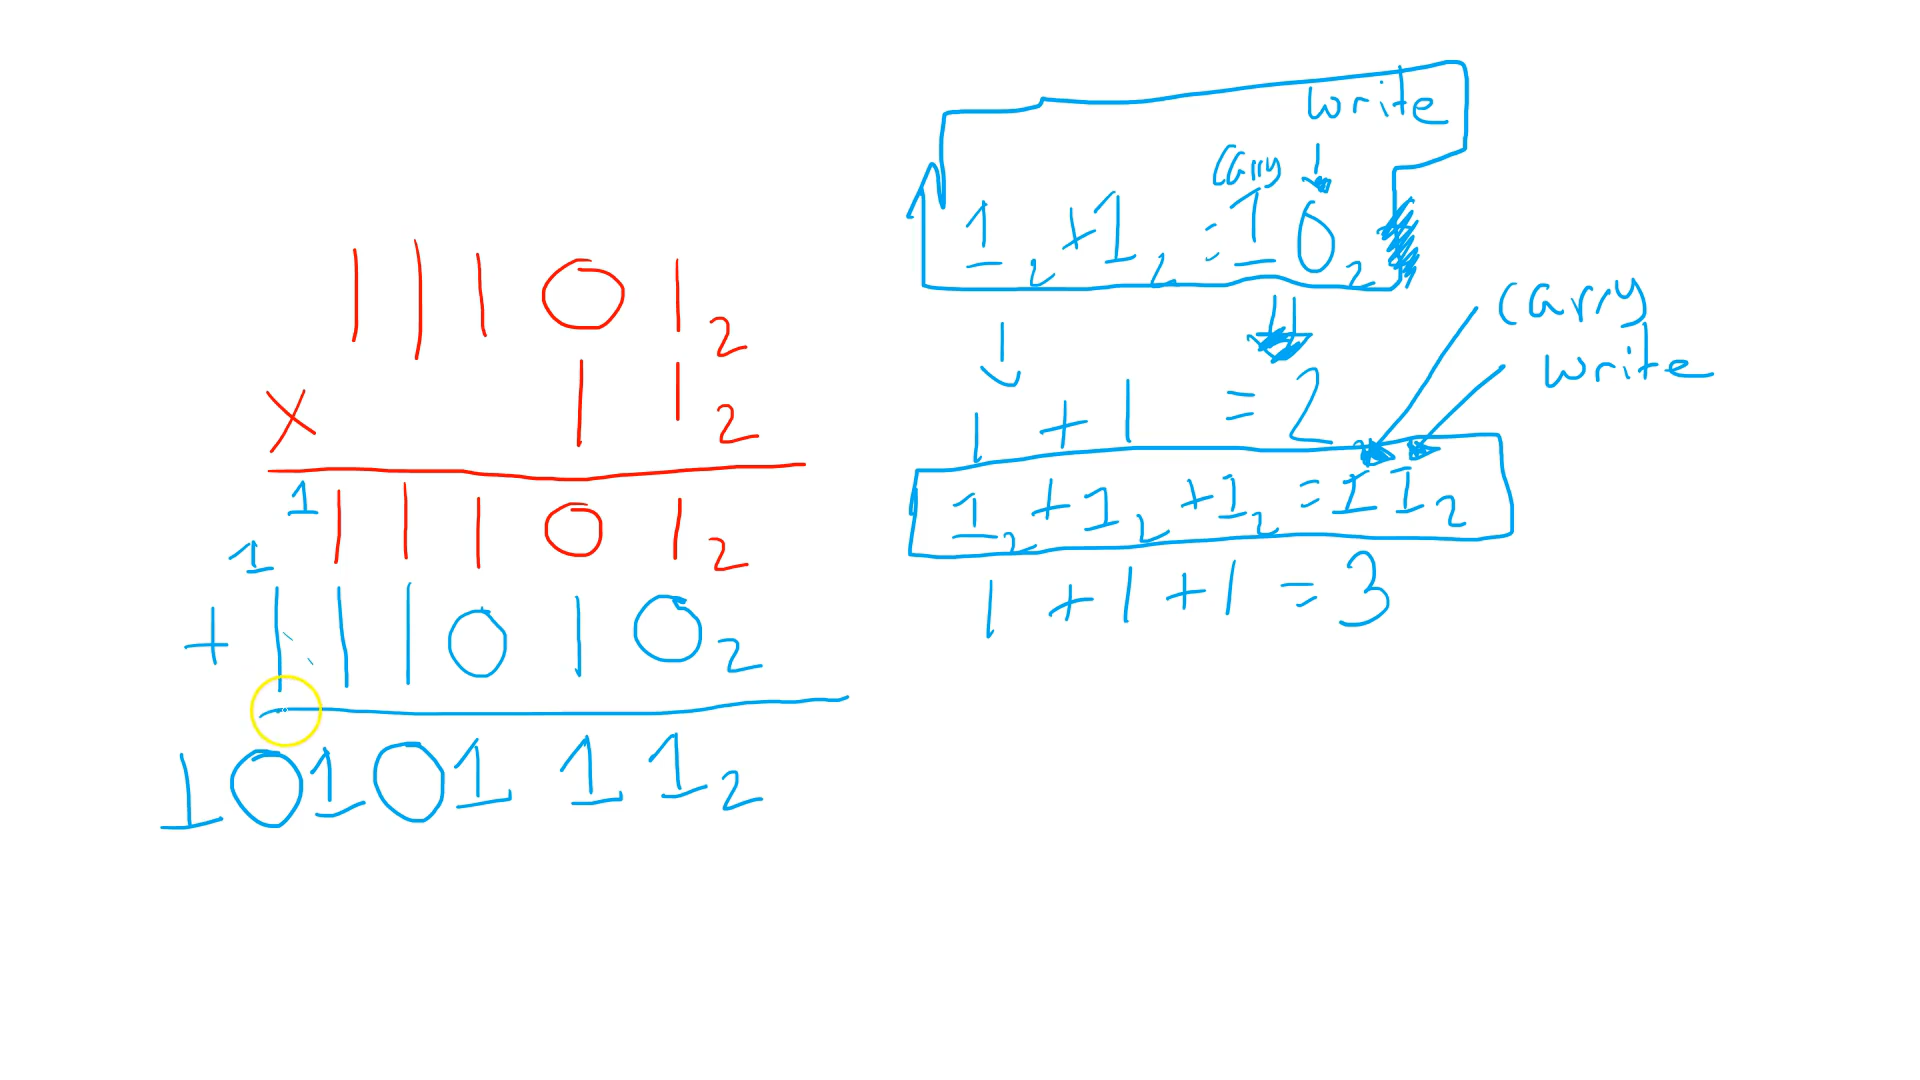 11101₂
× 11₂
1 11101₂
1
+ 111010₂
1010111₂
write
carry
1₂ + 1₂ = 10₂
1 + 1 = 2
carry
write
1₂ + 1₂ + 1₂ = 11₂
1 + 1 + 1 = 3